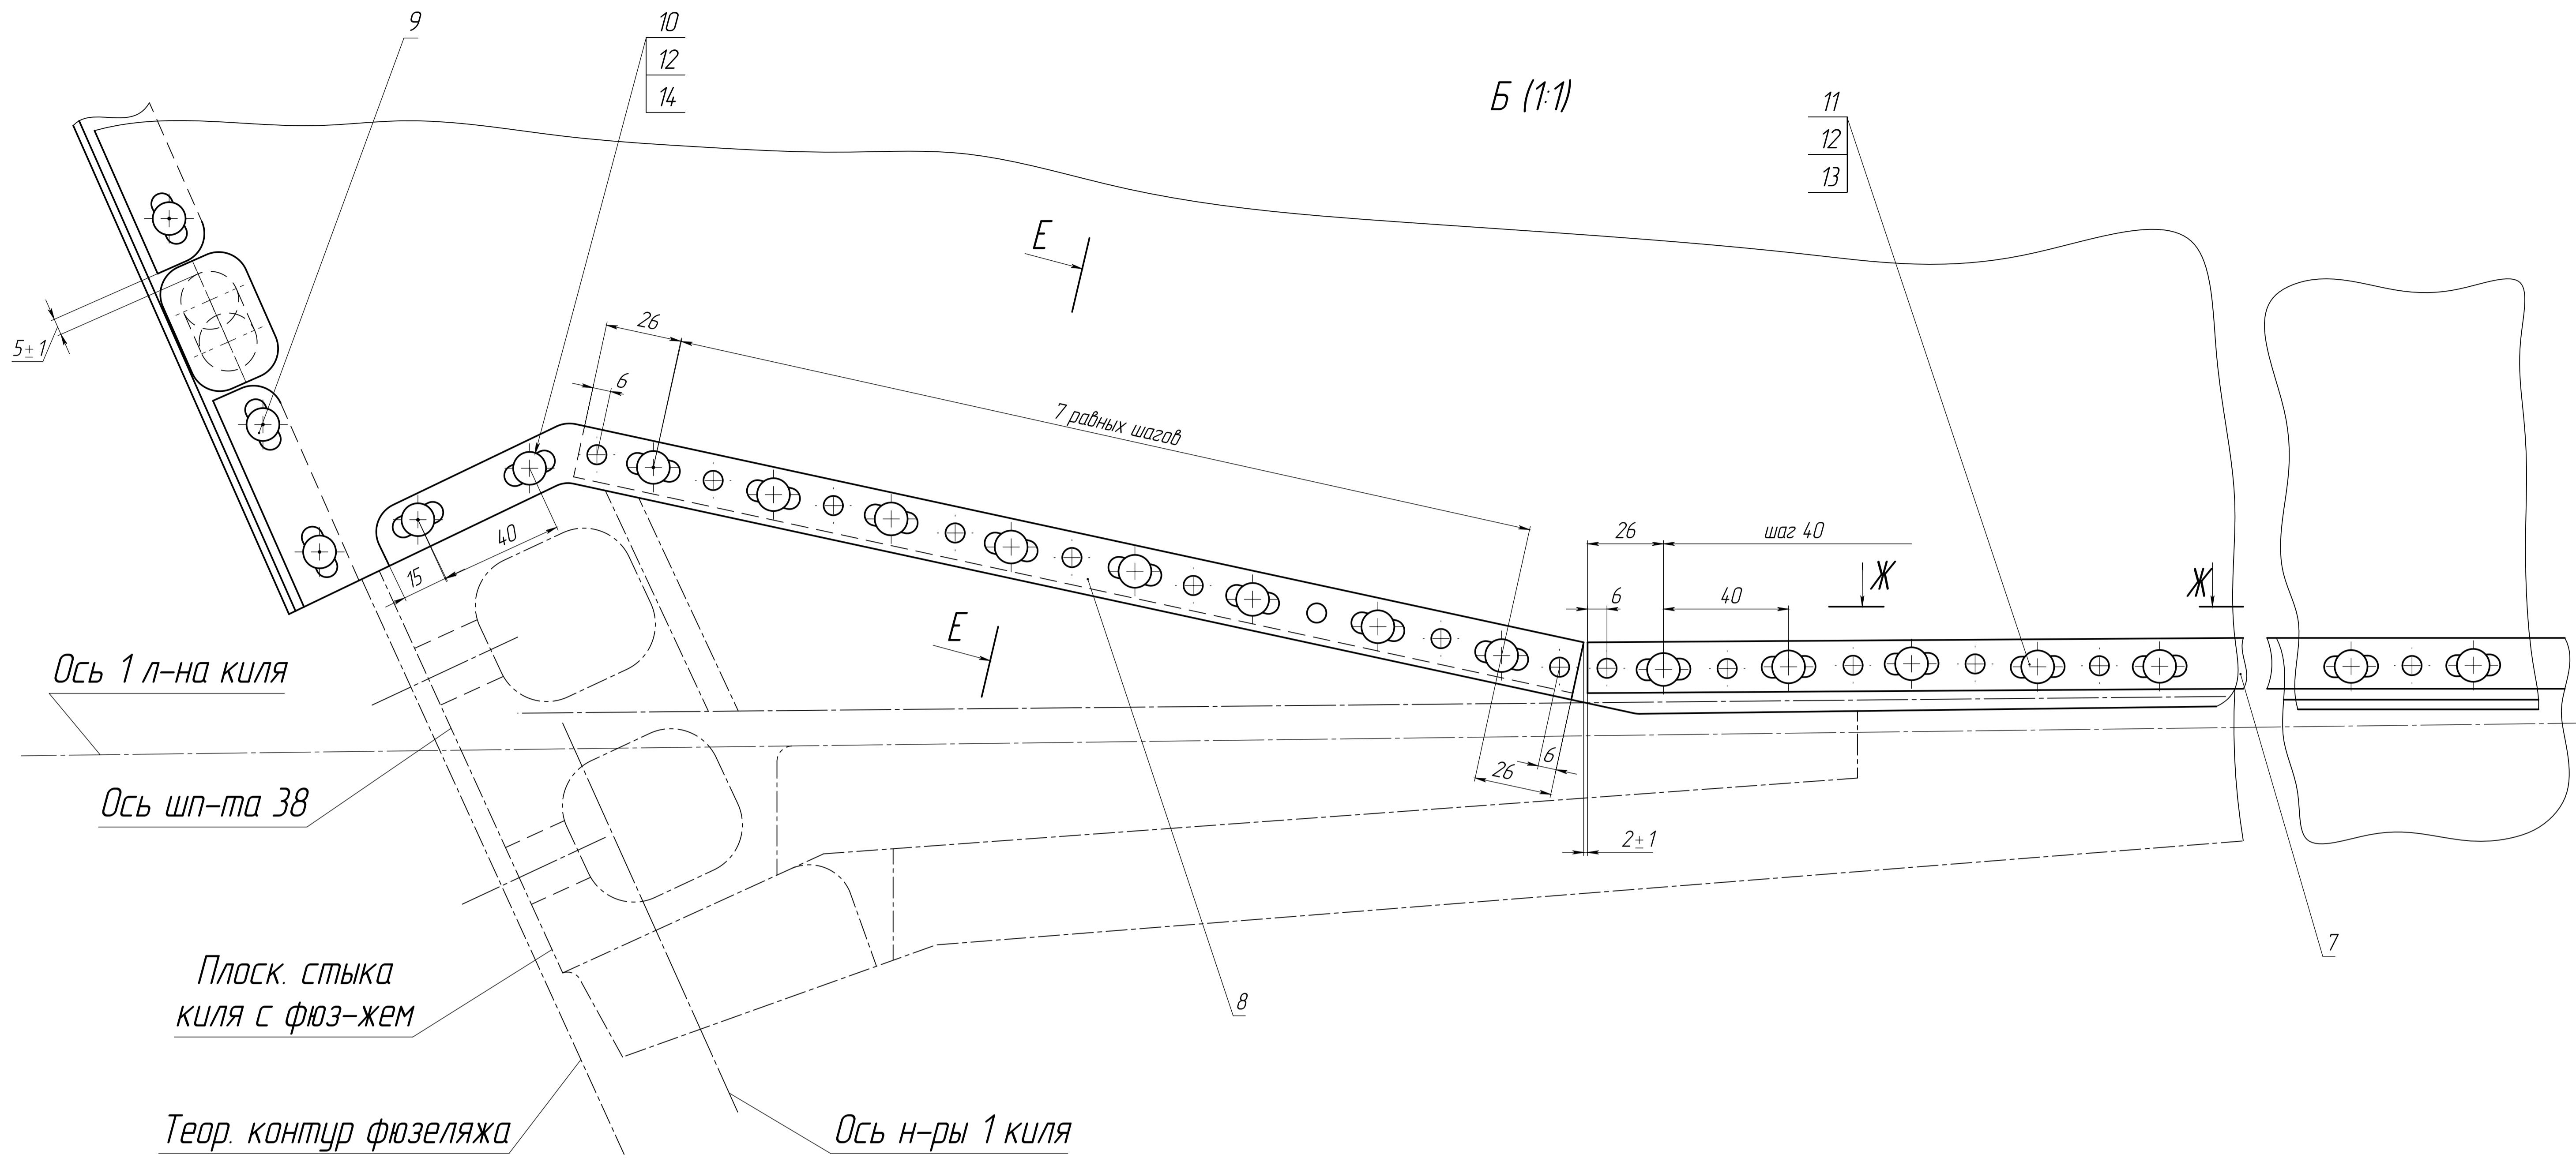 9
10
12
14
Б (1:1)
11
12
13
Е
26
5±1
6
7 равных шагов
40
15
26
шаг 40
Ж
Ж
6
40
Е
Ось 1 л-на киля
6
26
Ось шп-та 38
2±1
7
Плоск. стыка
киля с фюз-жем
8
Теор. контур фюзеляжа
Ось н-ры 1 киля